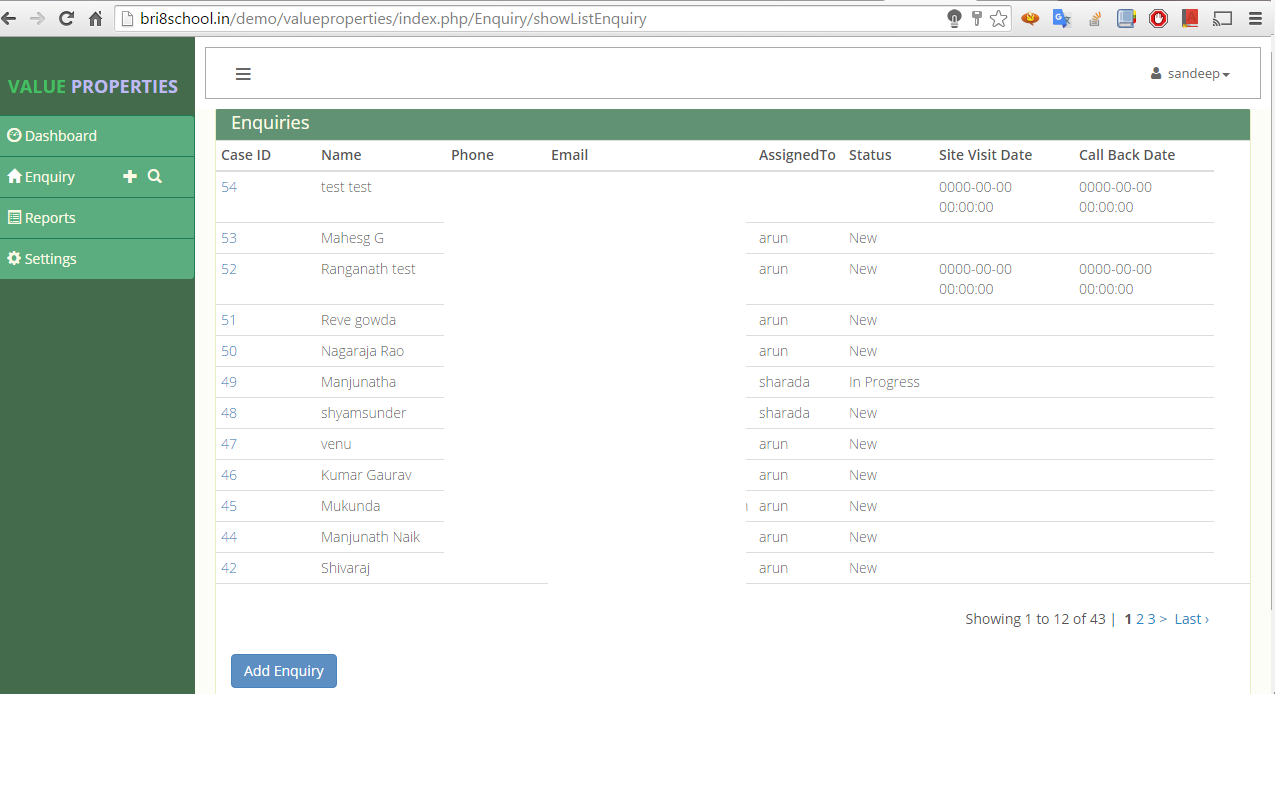 bri8school.in/demo/valueproperties/index.php/Enquiry/showListEnquiry
VALUE PROPERTIES
sandeep
Dashboard
Enquiry
Reports
Settings
Enquiries
Case ID Name Phone Email AssignedTo Status Site Visit Date Call Back Date
54 test test 0000-00-00 0000-00-00
00:00:00 00:00:00
53 Mahesg G arun New
52 Ranganath test arun New 0000-00-00 0000-00-00
00:00:00 00:00:00
51 Reve gowda arun New
50 Nagaraja Rao arun New
49 Manjunatha sharada In Progress
48 shyamsunder sharada New
47 venu arun New
46 Kumar Gaurav arun New
45 Mukunda arun New
44 Manjunath Naik arun New
42 Shivaraj arun New
Showing 1 to 12 of 43 | 1 2 3 > Last ›
Add Enquiry